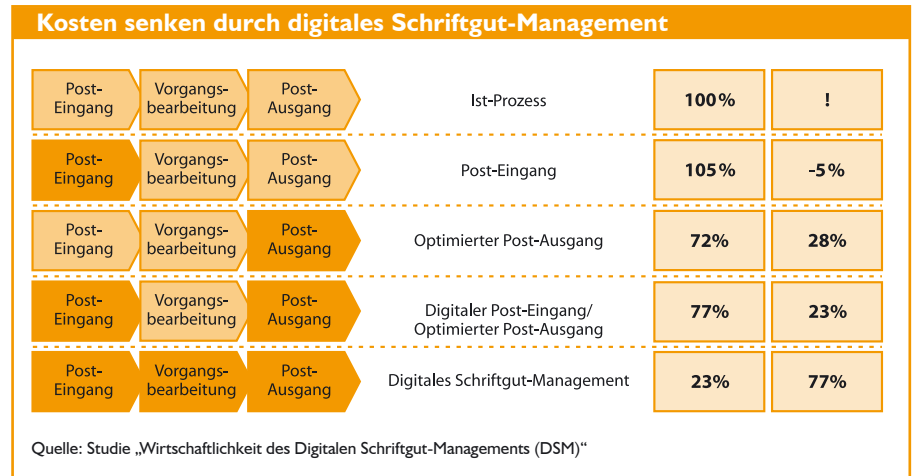 Kosten senken durch digitales Schriftgut-Management
Post-
Eingang
Vorgangs-
bearbeitung
Post-
Ausgang
Ist-Prozess
100%
!
Post-
Eingang
Vorgangs-
bearbeitung
Post-
Ausgang
Post-Eingang
105%
-5%
Post-
Eingang
Vorgangs-
bearbeitung
Post-
Ausgang
Optimierter Post-Ausgang
72%
28%
Post-
Eingang
Vorgangs-
bearbeitung
Post-
Ausgang
Digitaler Post-Eingang/
Optimierter Post-Ausgang
77%
23%
Post-
Eingang
Vorgangs-
bearbeitung
Post-
Ausgang
Digitales Schriftgut-Management
23%
77%
Quelle: Studie „Wirtschaftlichkeit des Digitalen Schriftgut-Managements (DSM)“